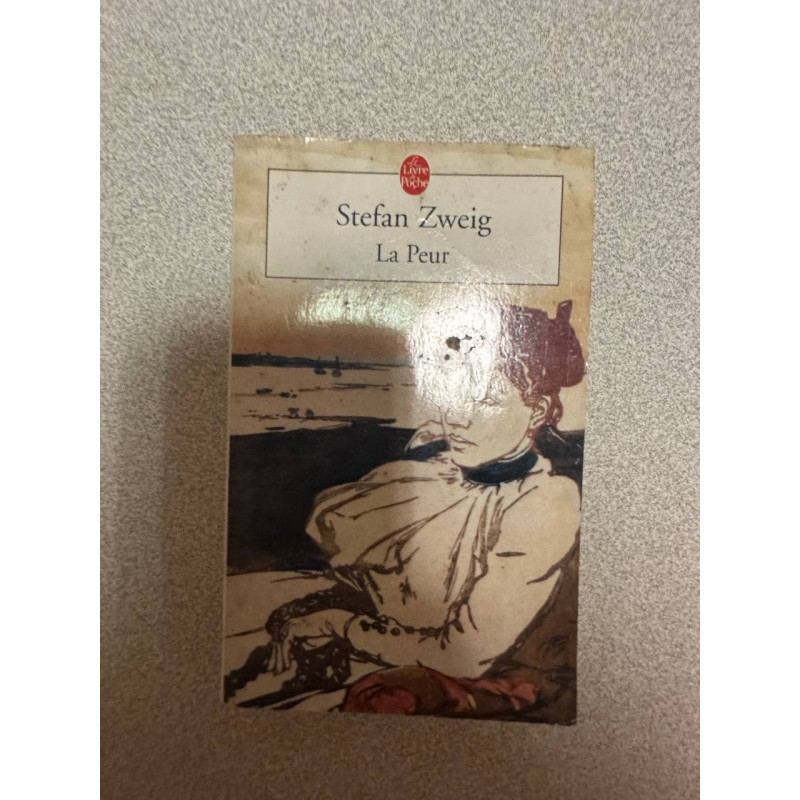 Le
Livre
de
Poche
Stefan Zweig
La Peur